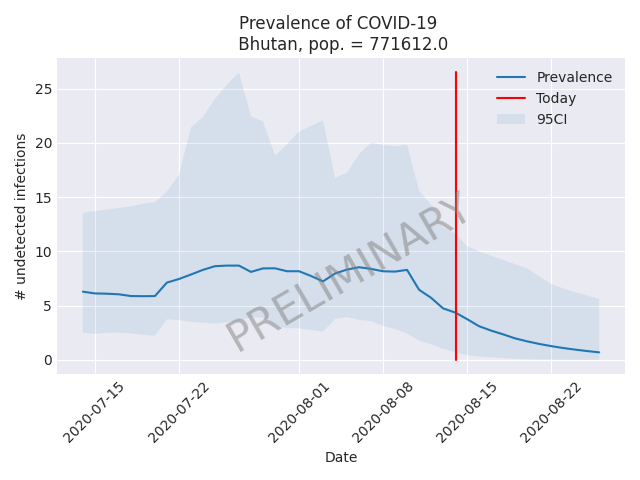 Prevalence of COVID-19
Bhutan, pop. = 771612.0
Prevalence
Today
95CI
PRELIMINARY
# undetected infections
25
20
15
10
5
0
2020-07-15
2020-07-22
2020-08-01
2020-08-08
2020-08-15
2020-08-22
Date